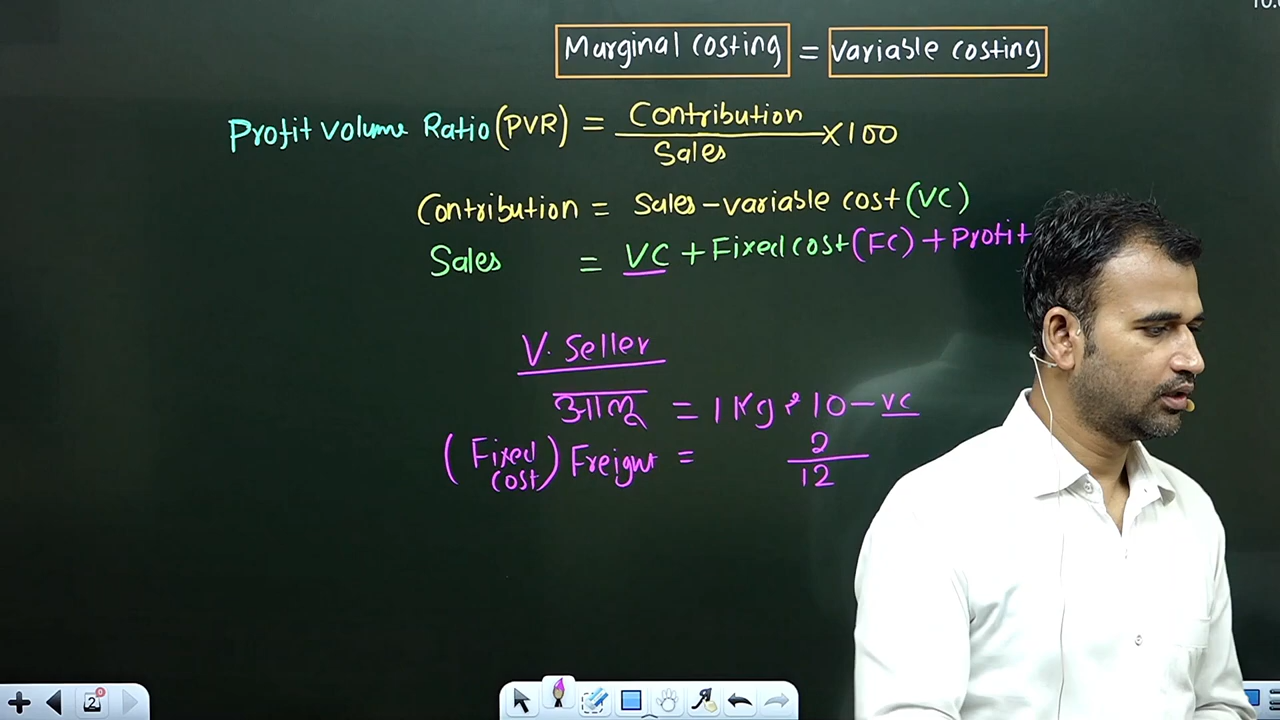 Marginal costing = variable costing
Profit volume Ratio (PVR) = Contribution
Sales
×100
Contribution = Sales - variable cost (VC)
Sales = VC + Fixed cost (FC) + Profit
V. Seller
आलू = 1 Kg * 10 - VC
(Fixed cost) Freight = 2
12
2